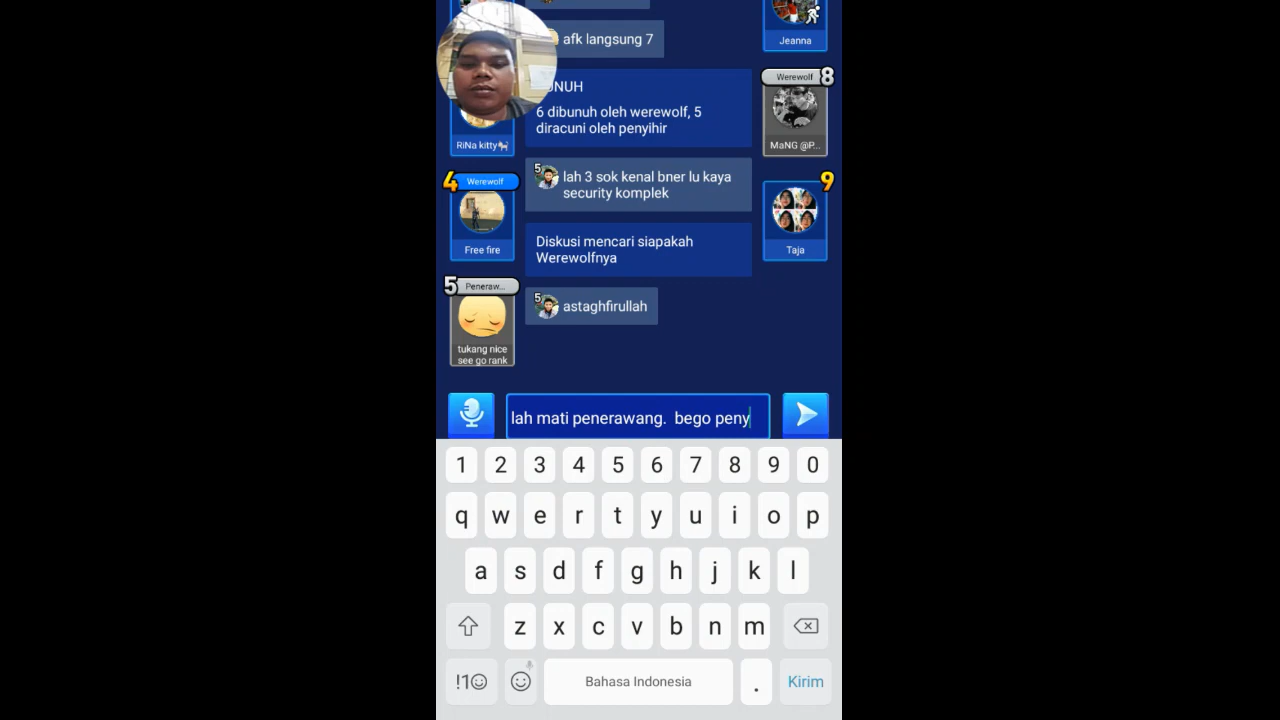 afk langsung 7
Jeanna
NUH
6 dibunuh oleh werewolf, 5
diracuni oleh penyihir
Werewolf 8
MaNG @P...
RiNa kitty🐩
5 lah 3 sok kenal bner lu kaya
security komplek
4 Werewolf
Free fire
9
Taja
Diskusi mencari siapakah
Werewolfnya
5 Peneraw...
tukang nice
see go rank
5 astaghfirullah
lah mati penerawang.  bego peny
1 2 3 4 5 6 7 8 9 0
q w e r t y u i o p
a s d f g h j k l
z x c v b n m
!1☺ Bahasa Indonesia . Kirim